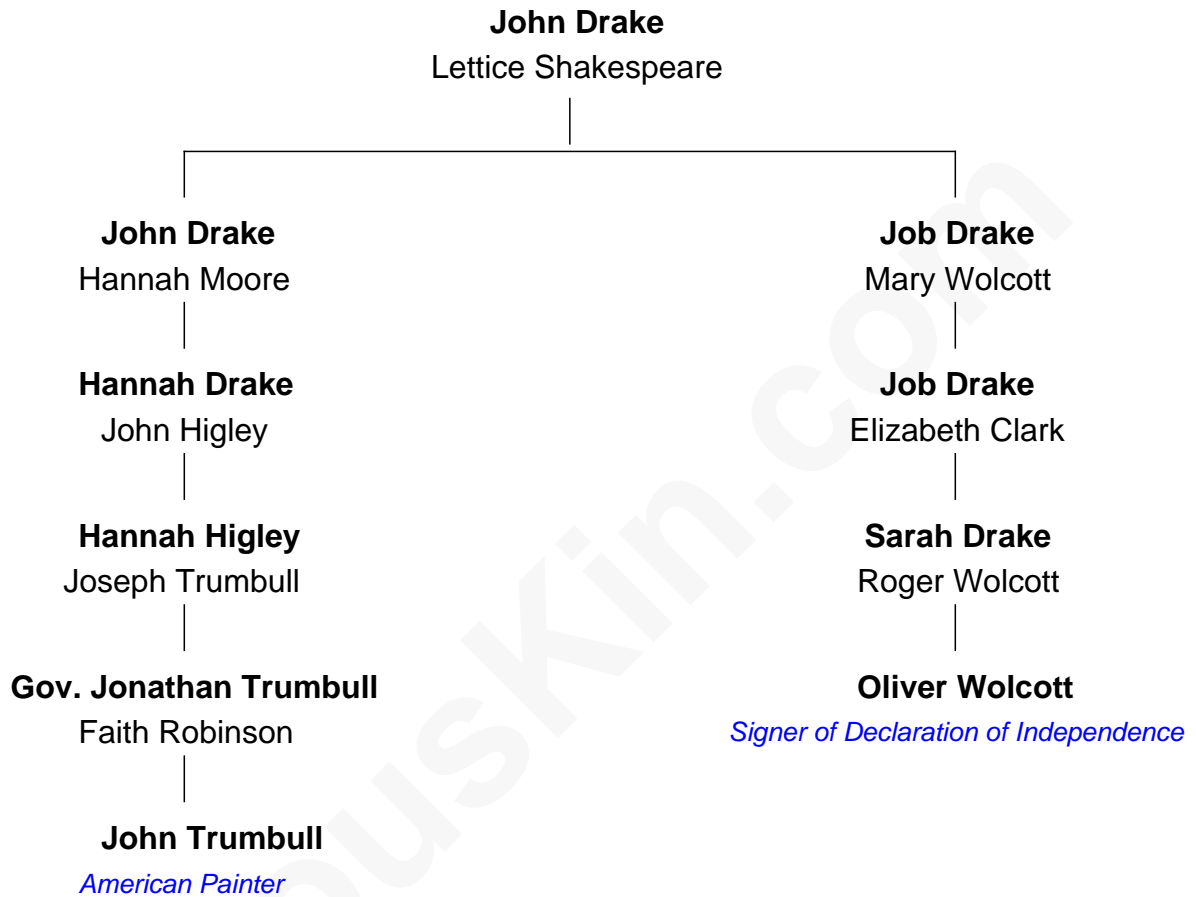 John Drake
Lettice Shakespeare
John Drake
Hannah Moore
Hannah Drake
John Higley
Hannah Higley
Joseph Trumbull
Gov. Jonathan Trumbull
Faith Robinson
John Trumbull
American Painter
Job Drake
Mary Wolcott
Job Drake
Elizabeth Clark
Sarah Drake
Roger Wolcott
Oliver Wolcott
Signer of Declaration of Independence
ousKin.com